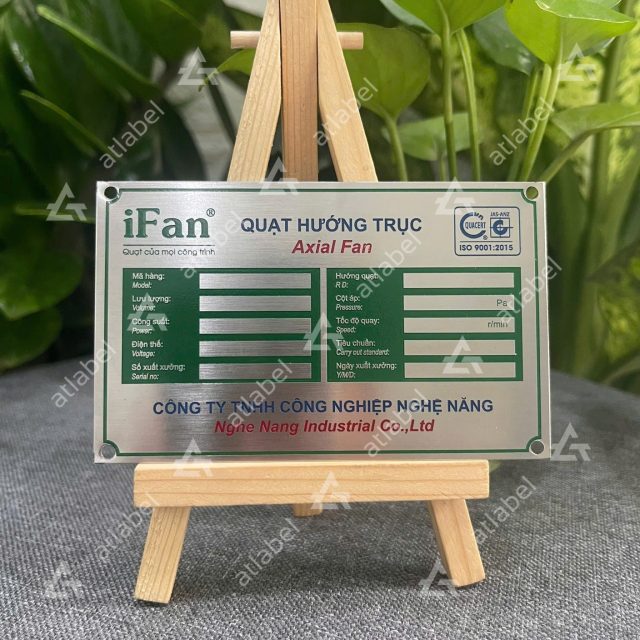 iFan®
Quạt của mọi công trình
QUẠT HƯỚNG TRỤC
Axial Fan
QUACERT
JAS-ANZ
ISO 9001:2015
Mã hàng:
Model:
Lưu lượng:
Volume:
Công suất:
Power:
Điện thế:
Voltage:
Số xuất xưởng:
Serial no:
Hướng quạt:
R D:
Cột áp:
Pressure:
Pa
Tốc độ quay:
Speed:
r/min
Tiêu chuẩn:
Carry out standard:
Ngày xuất xưởng:
Y/M/D:
CÔNG TY TNHH CÔNG NGHIỆP NGHỆ NĂNG
Nghe Nang Industrial Co.,Ltd
atlabel